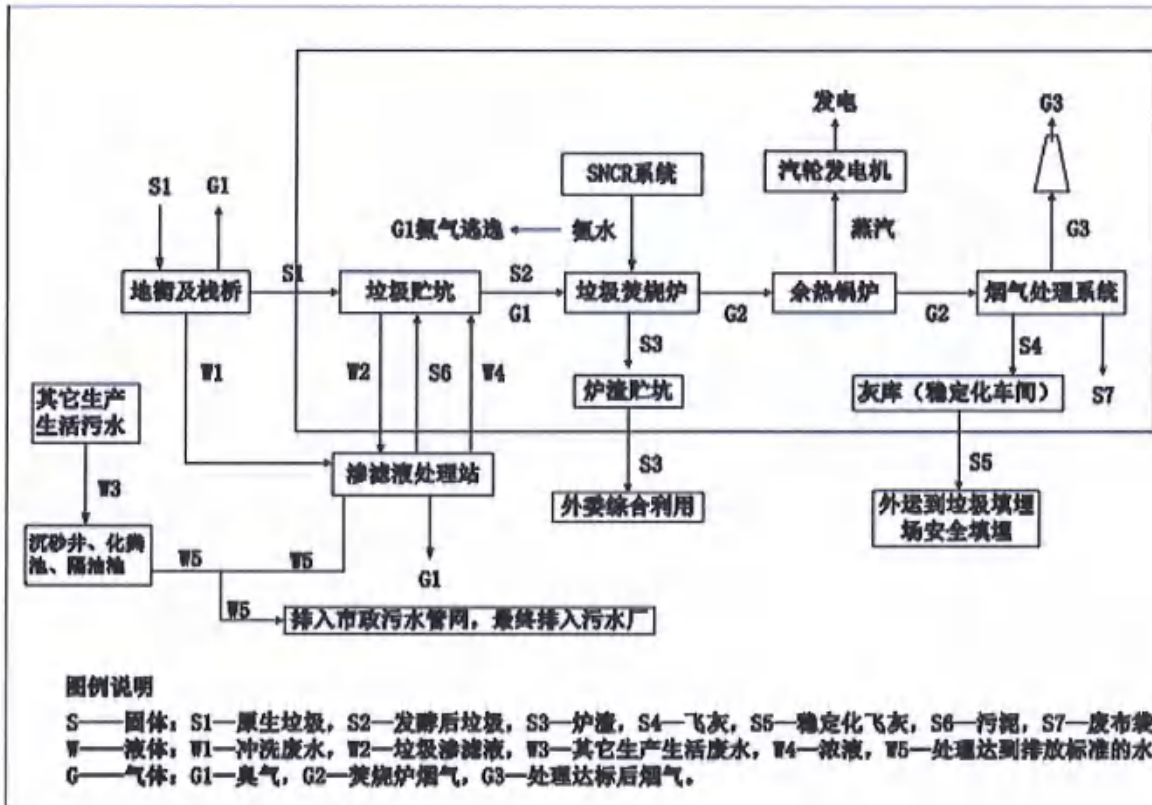 发电
G3
SNCR系统
汽轮发电机
S1
G1
G1氨气逃逸
氨水
蒸汽
G3
地衡及栈桥
S1
垃圾贮坑
S2
G1
垃圾焚烧炉
G2
余热锅炉
G2
烟气处理系统
W1
W2
S6
W4
S3
S4
S7
其它生产
生活污水
炉渣贮坑
灰库（稳定化车间）
W3
渗滤液处理站
S3
S5
外委综合利用
外运到垃圾填埋
场安全填埋
沉砂井、化粪
池、隔油池
W5
W5
G1
W5
排入市政污水管网，最终排入污水厂
图例说明
S——固体：S1—原生垃圾，S2—发酵后垃圾，S3—炉渣，S4—飞灰，S5—稳定化飞灰，S6—污泥，S7—废布袋
W——液体：W1—冲洗废水，W2—垃圾渗滤液，W3—其它生产生活废水，W4—浓液，W5—处理达到排放标准的水
G——气体：G1—臭气，G2—焚烧炉烟气，G3—处理达标后烟气。